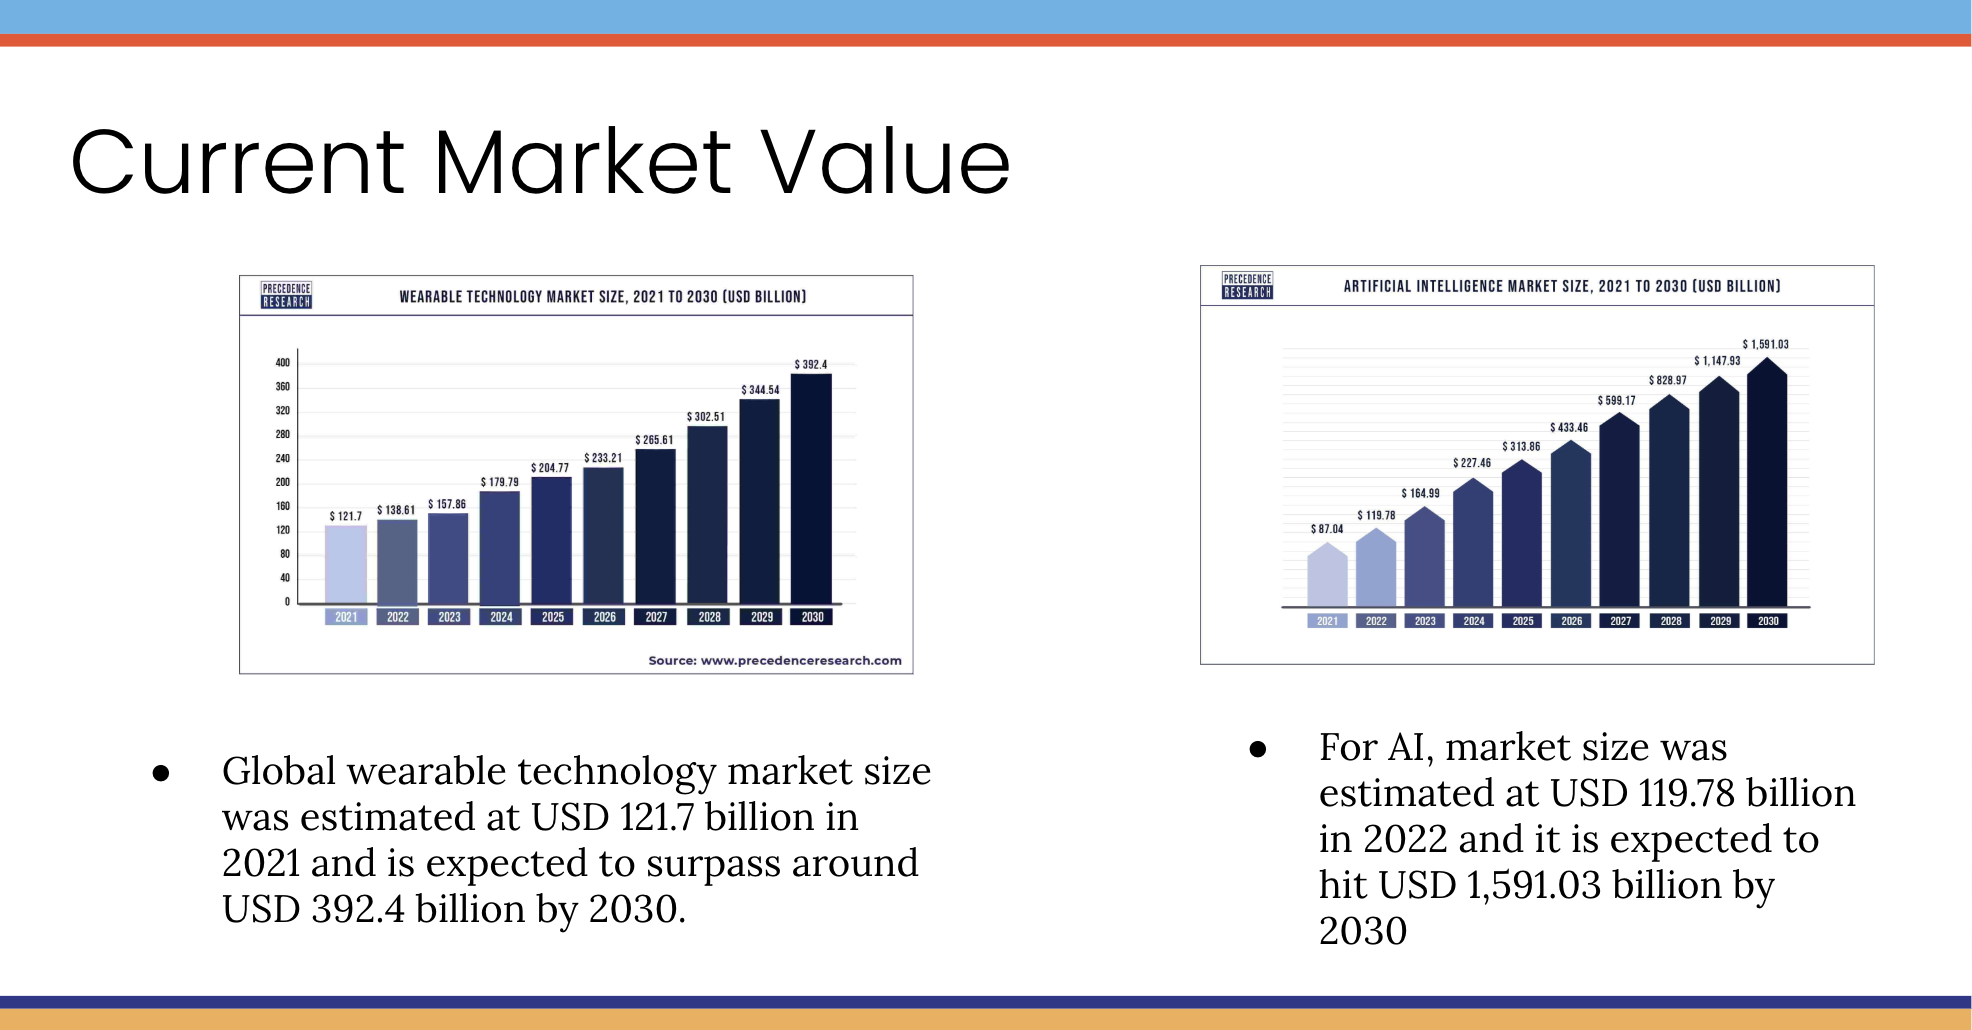 Current Market Value
PRECEDENCE
RESEARCH
WEARABLE TECHNOLOGY MARKET SIZE, 2021 TO 2030 (USD BILLION)
400
360
320
280
240
200
160
120
80
40
0
$ 121.7
$ 138.61
$ 157.86
$ 179.79
$ 204.77
$ 233.21
$ 265.61
$ 302.51
$ 344.54
$ 392.4
2021 2022 2023 2024 2025 2026 2027 2028 2029 2030
Source: www.precedenceresearch.com
● Global wearable technology market size
was estimated at USD 121.7 billion in
2021 and is expected to surpass around
USD 392.4 billion by 2030.
PRECEDENCE
RESEARCH
ARTIFICIAL INTELLIGENCE MARKET SIZE, 2021 TO 2030 (USD BILLION)
$ 87.04
$ 119.78
$ 164.99
$ 227.46
$ 313.86
$ 433.46
$ 599.17
$ 828.97
$ 1,147.93
$ 1,591.03
2021 2022 2023 2024 2025 2026 2027 2028 2029 2030
● For AI, market size was
estimated at USD 119.78 billion
in 2022 and it is expected to
hit USD 1,591.03 billion by
2030